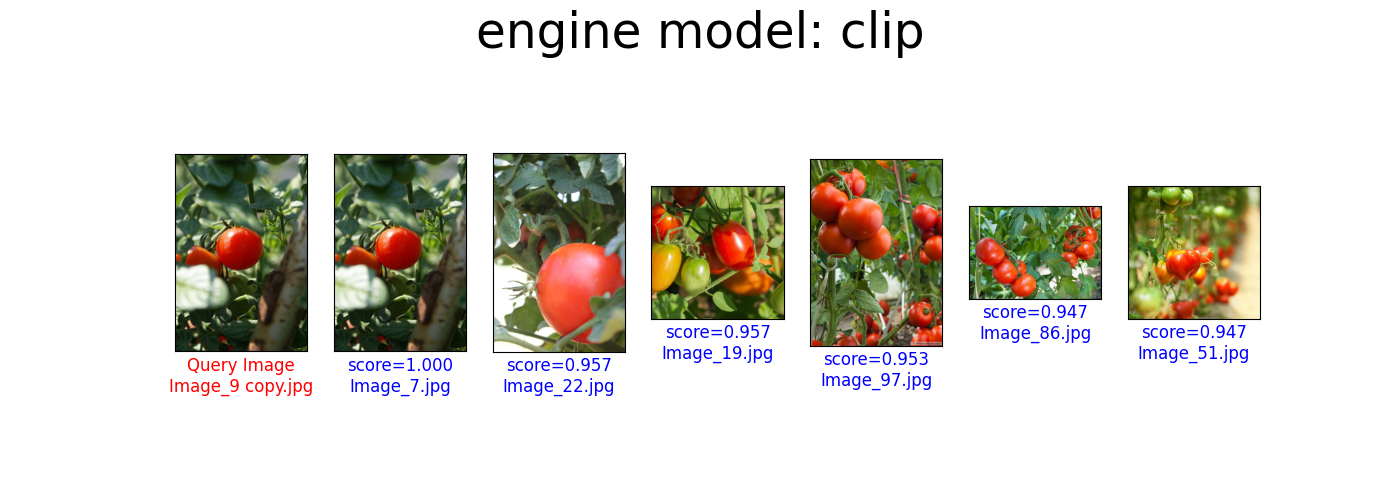 engine model: clip
Query Image
Image_9 copy.jpg
score=1.000
Image_7.jpg
score=0.957
Image_22.jpg
score=0.957
Image_19.jpg
score=0.953
Image_97.jpg
score=0.947
Image_86.jpg
score=0.947
Image_51.jpg